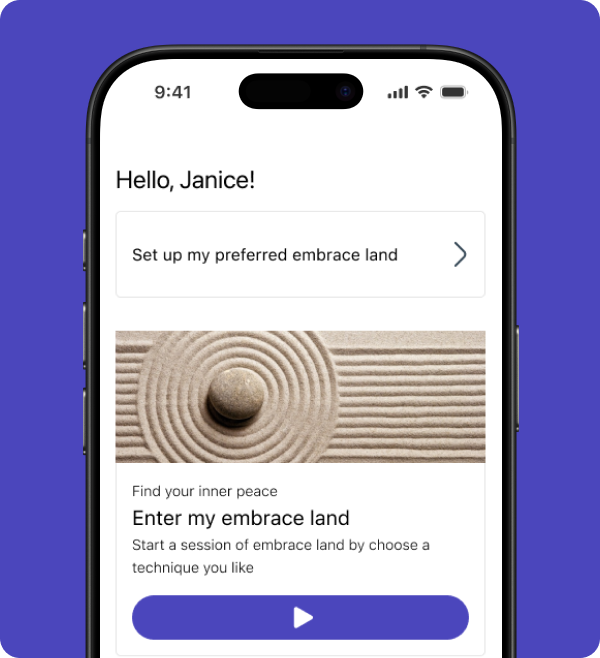 9:41
Hello, Janice!
Set up my preferred embrace land
Find your inner peace
Enter my embrace land
Start a session of embrace land by choose a
technique you like